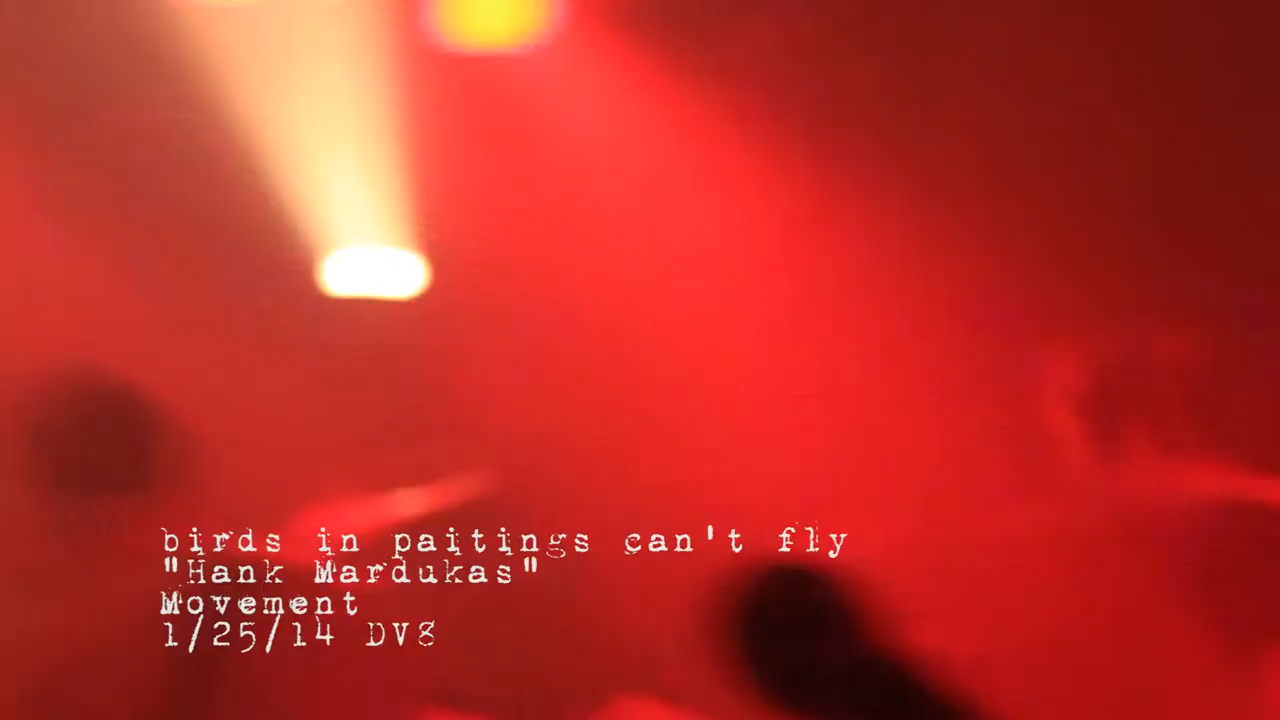 birds in paitings can't fly
"Hank Mardukas"
Movement
1/25/14 DV8